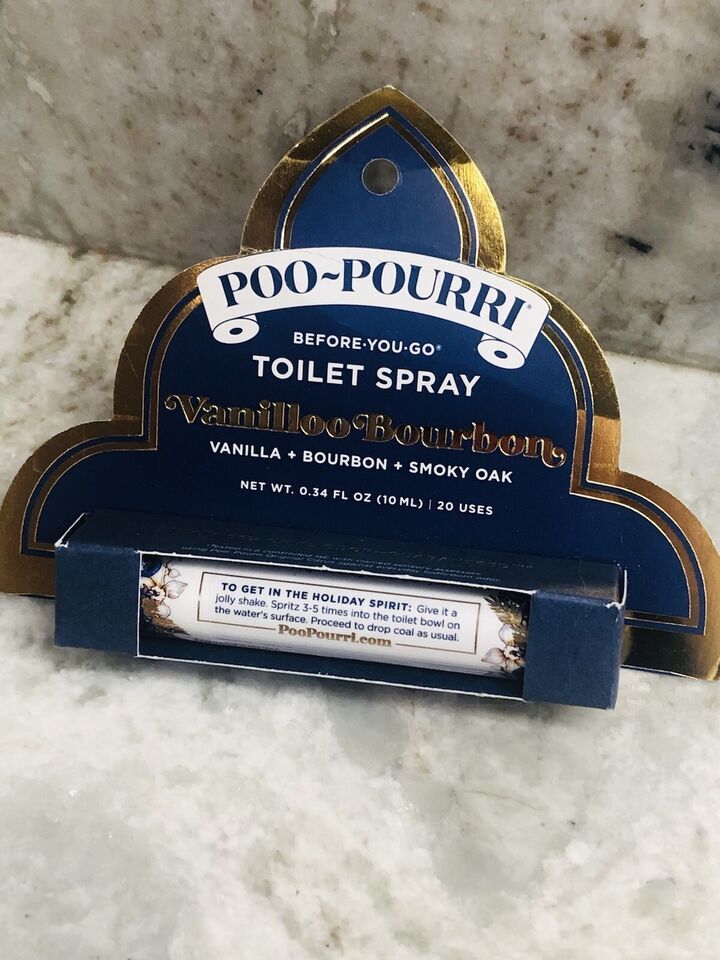 POO~POURRI®
BEFORE·YOU·GO®
TOILET SPRAY
Vanilloo Bourbon
VANILLA + BOURBON + SMOKY OAK
NET WT. 0.34 FL OZ (10 ML) | 20 USES
TO GET IN THE HOLIDAY SPIRIT: Give it a
jolly shake. Spritz 3-5 times into the toilet bowl on
the water's surface. Proceed to drop coal as usual.
PooPourri.com